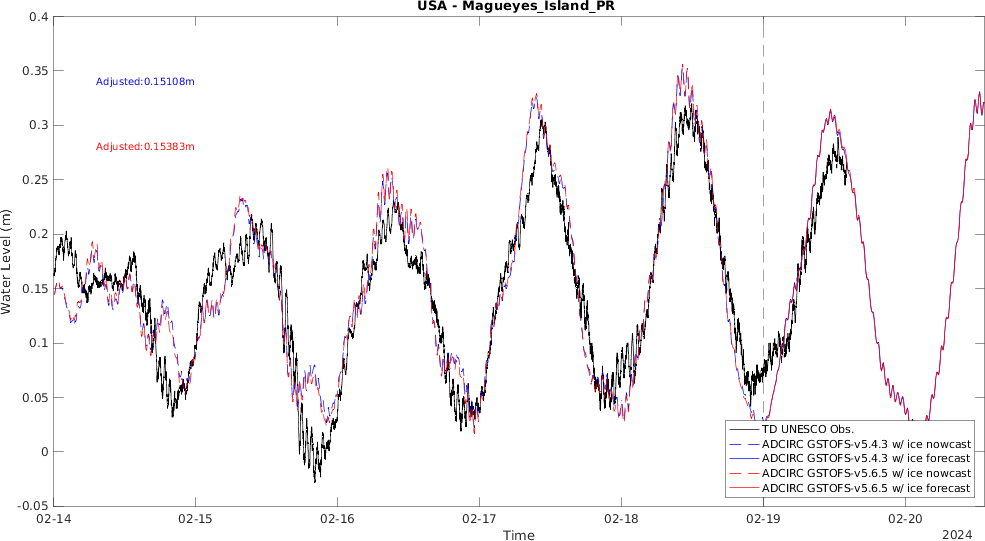 USA - Magueyes_Island_PR
0.4
0.35
0.3
0.25
0.2
0.15
0.1
0.05
0
-0.05
Water Level (m)
Adjusted:0.15108m
Adjusted:0.15383m
TD UNESCO Obs.
ADCIRC GSTOFS-v5.4.3 w/ ice nowcast
ADCIRC GSTOFS-v5.4.3 w/ ice forecast
ADCIRC GSTOFS-v5.6.5 w/ ice nowcast
ADCIRC GSTOFS-v5.6.5 w/ ice forecast
02-14
02-15
02-16
02-17
02-18
02-19
02-20
Time
2024